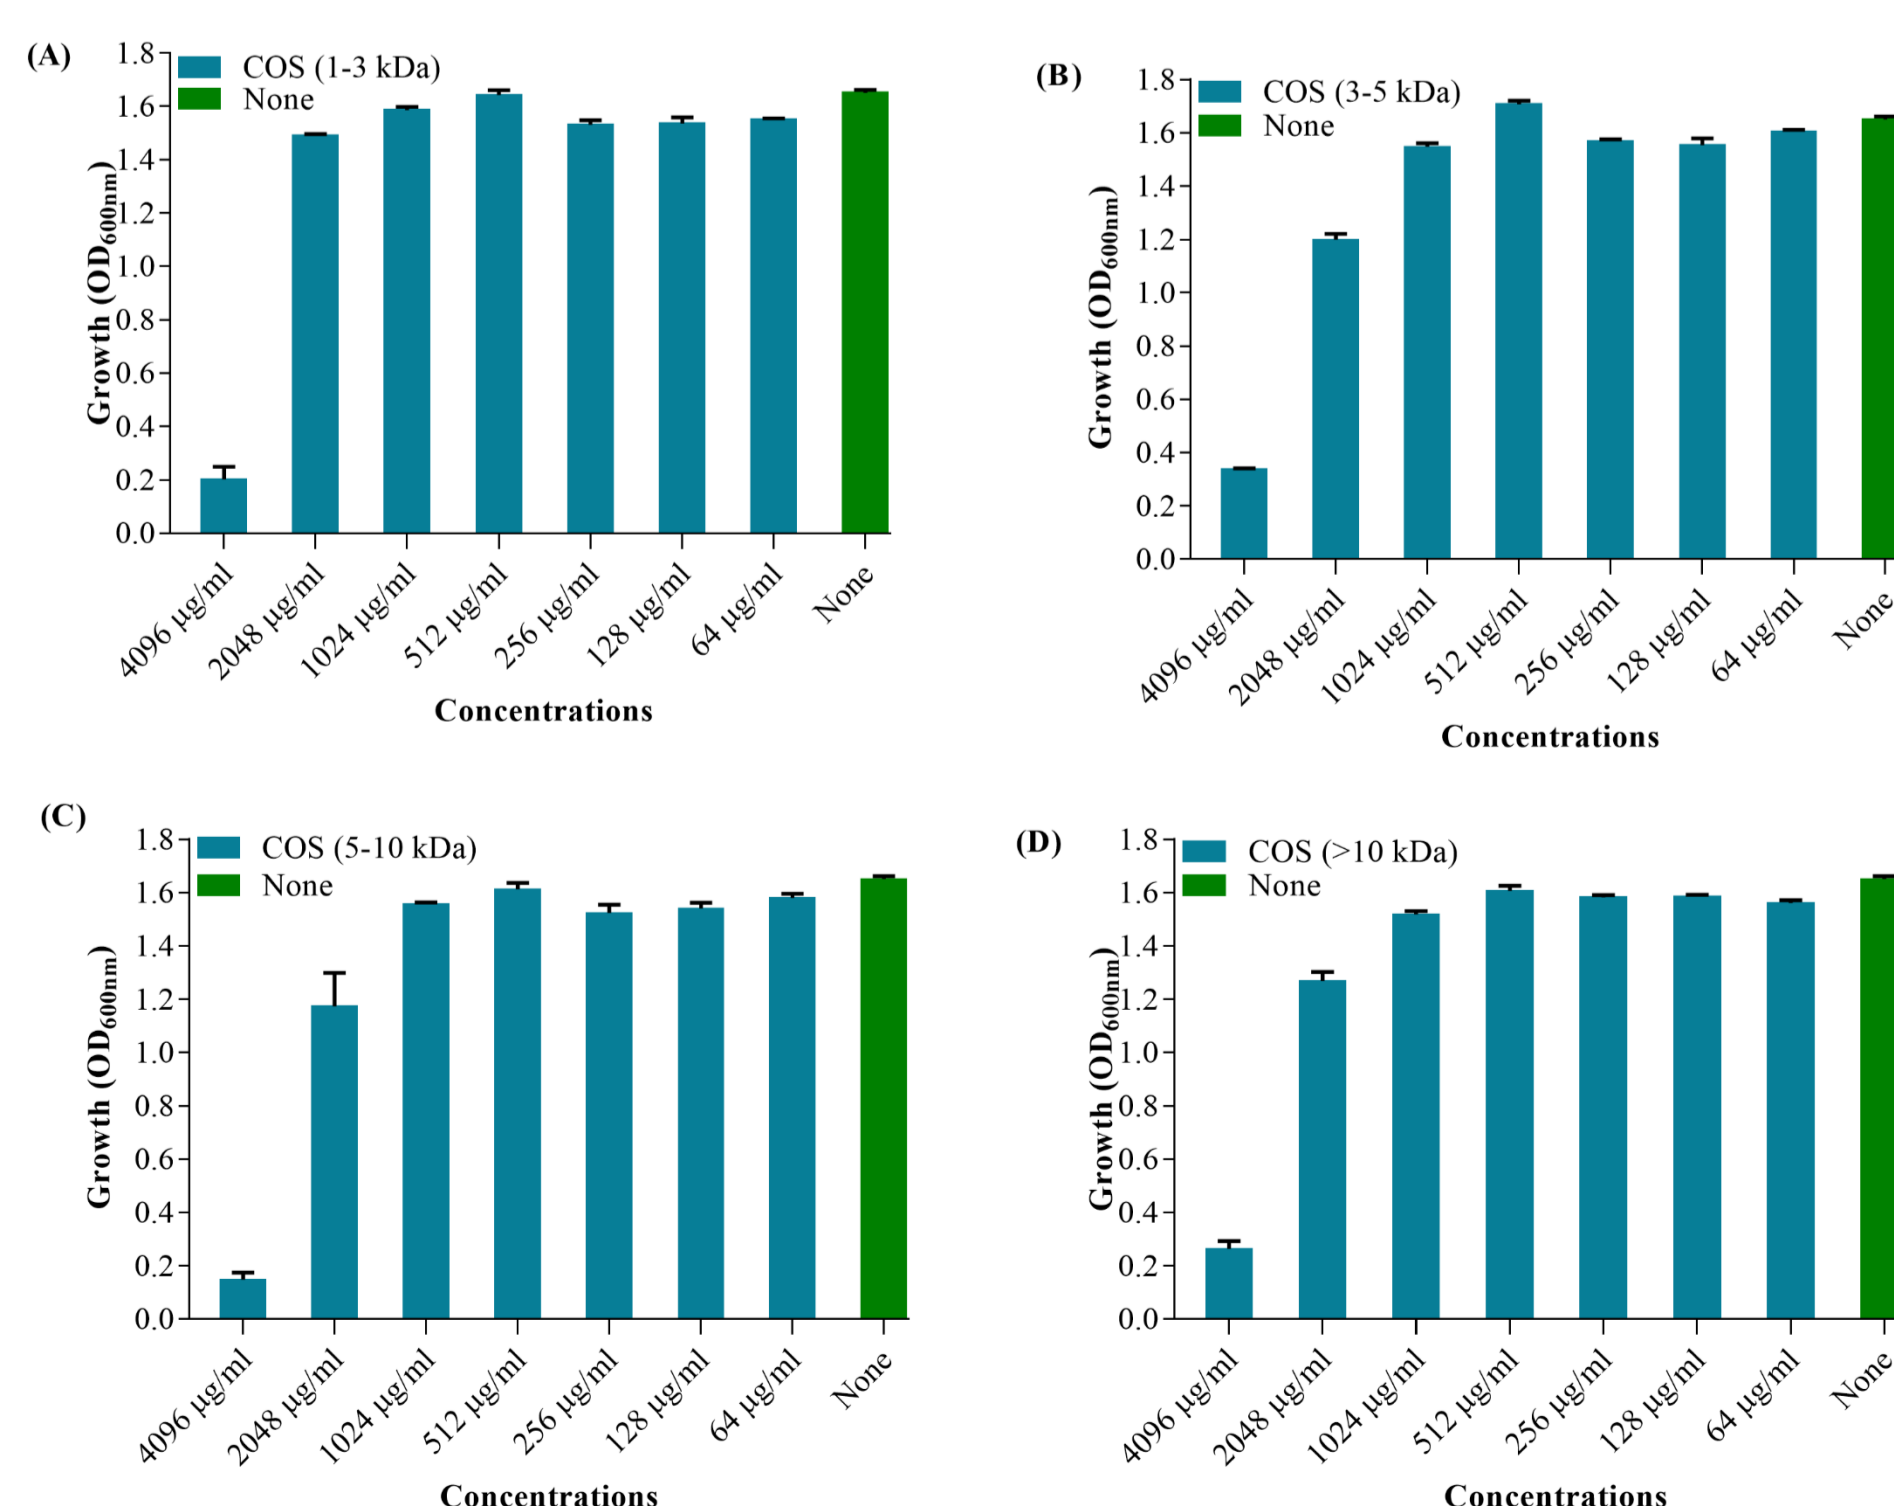 (A)
COS (1-3 kDa)
None
Growth (OD600nm)
1.8
1.6
1.4
1.2
1.0
0.8
0.6
0.4
0.2
0.0
4096 µg/ml
2048 µg/ml
1024 µg/ml
512 µg/ml
256 µg/ml
128 µg/ml
64 µg/ml
None
Concentrations
(B)
COS (3-5 kDa)
None
Growth (OD600nm)
1.8
1.6
1.4
1.2
1.0
0.8
0.6
0.4
0.2
0.0
4096 µg/ml
2048 µg/ml
1024 µg/ml
512 µg/ml
256 µg/ml
128 µg/ml
64 µg/ml
None
Concentrations
(C)
COS (5-10 kDa)
None
Growth (OD600nm)
1.8
1.6
1.4
1.2
1.0
0.8
0.6
0.4
0.2
0.0
4096 µg/ml
2048 µg/ml
1024 µg/ml
512 µg/ml
256 µg/ml
128 µg/ml
64 µg/ml
None
Concentrations
(D)
COS (>10 kDa)
None
Growth (OD600nm)
1.8
1.6
1.4
1.2
1.0
0.8
0.6
0.4
0.2
0.0
4096 µg/ml
2048 µg/ml
1024 µg/ml
512 µg/ml
256 µg/ml
128 µg/ml
64 µg/ml
None
Concentrations